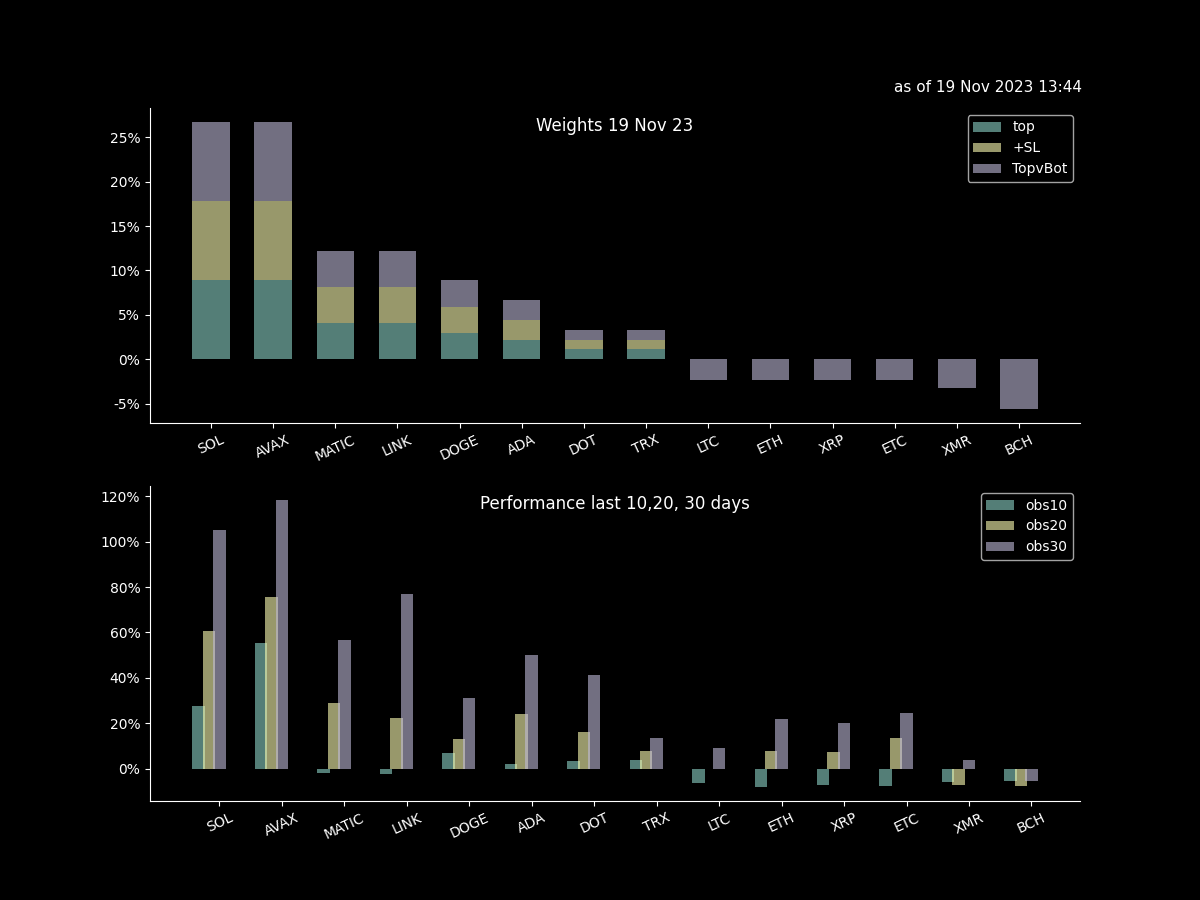 as of 19 Nov 2023 13:44
Weights 19 Nov 23
top
+SL
TopvBot
25%
20%
15%
10%
5%
0%
-5%
SOL AVAX MATIC LINK DOGE ADA DOT TRX LTC ETH XRP ETC XMR BCH
Performance last 10,20, 30 days
obs10
obs20
obs30
120%
100%
80%
60%
40%
20%
0%
SOL AVAX MATIC LINK DOGE ADA DOT TRX LTC ETH XRP ETC XMR BCH